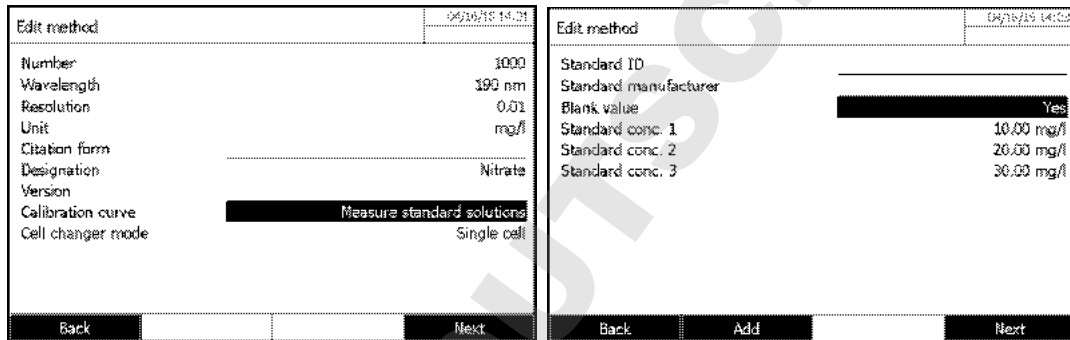 Edit method
04/16/15 14:01
Number 1000
Wavelength 190 nm
Resolution 0.01
Unit mg/l
Citation form
Designation Nitrate
Version
Calibration curve Measure standard solutions
Cell changer mode Single cell
Back Next
Edit method
Standard ID
Standard manufacturer
Blank value Yes
Standard conc. 1 10.00 mg/l
Standard conc. 2 20.00 mg/l
Standard conc. 3 30.00 mg/l
Back Add Next